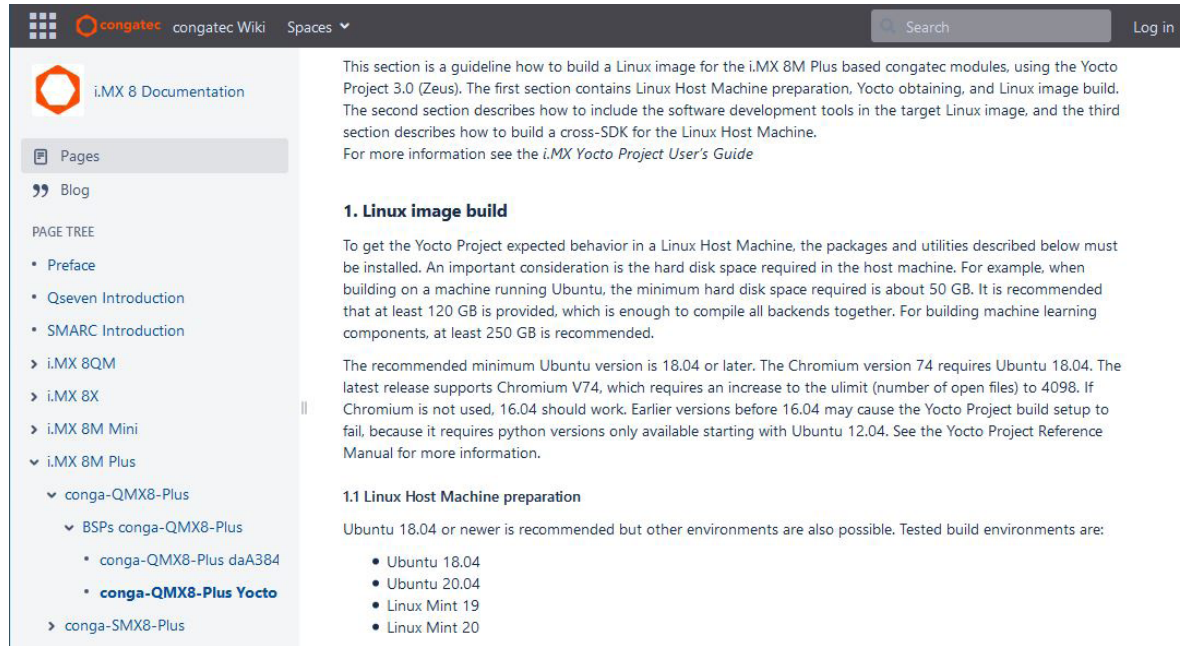 congatec congatec Wiki Spaces Search Log in
i.MX 8 Documentation
Pages
Blog
PAGE TREE
Preface
Qseven Introduction
SMARC Introduction
i.MX 8QM
i.MX 8X
i.MX 8M Mini
i.MX 8M Plus
conga-QMX8-Plus
BSPs conga-QMX8-Plus
conga-QMX8-Plus daA384
conga-QMX8-Plus Yocto
conga-SMX8-Plus
This section is a guideline how to build a Linux image for the i.MX 8M Plus based congatec modules, using the Yocto
Project 3.0 (Zeus). The first section contains Linux Host Machine preparation, Yocto obtaining, and Linux image build.
The second section describes how to include the software development tools in the target Linux image, and the third
section describes how to build a cross-SDK for the Linux Host Machine.
For more information see the i.MX Yocto Project User's Guide
1. Linux image build
To get the Yocto Project expected behavior in a Linux Host Machine, the packages and utilities described below must
be installed. An important consideration is the hard disk space required in the host machine. For example, when
building on a machine running Ubuntu, the minimum hard disk space required is about 50 GB. It is recommended
that at least 120 GB is provided, which is enough to compile all backends together. For building machine learning
components, at least 250 GB is recommended.
The recommended minimum Ubuntu version is 18.04 or later. The Chromium version 74 requires Ubuntu 18.04. The
latest release supports Chromium V74, which requires an increase to the ulimit (number of open files) to 4098. If
Chromium is not used, 16.04 should work. Earlier versions before 16.04 may cause the Yocto Project build setup to
fail, because it requires python versions only available starting with Ubuntu 12.04. See the Yocto Project Reference
Manual for more information.
1.1 Linux Host Machine preparation
Ubuntu 18.04 or newer is recommended but other environments are also possible. Tested build environments are:
Ubuntu 18.04
Ubuntu 20.04
Linux Mint 19
Linux Mint 20